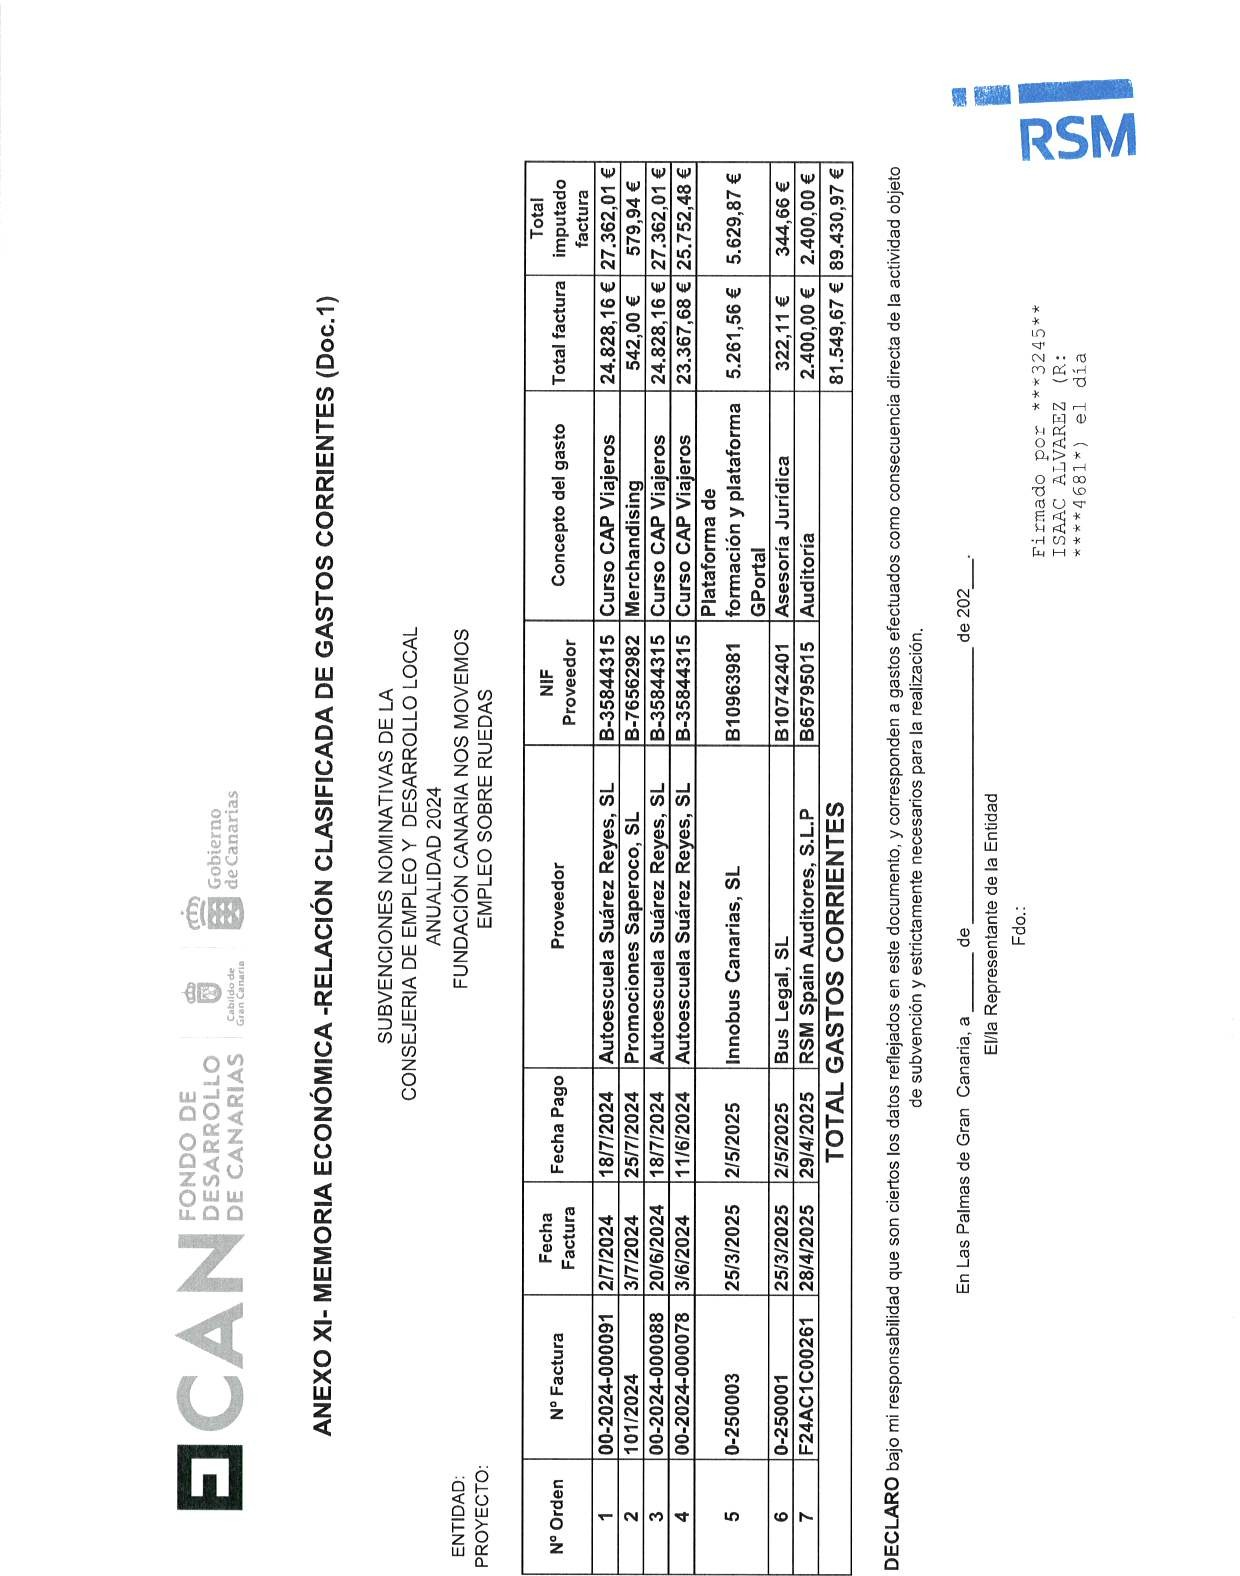 FONDO DE
DESARROLLO
CAN DE CANARIAS
Cabildo de
Gran Canaria
Gobierno
de Canarias
ANEXO XI- MEMORIA ECONÓMICA -RELACIÓN CLASIFICADA DE GASTOS CORRIENTES (Doc.1)
SUBVENCIONES NOMINATIVAS DE LA
CONSEJERIA DE EMPLEO Y DESARROLLO LOCAL
ANUALIDAD 2024
ENTIDAD: FUNDACIÓN CANARIA NOS MOVEMOS
PROYECTO: EMPLEO SOBRE RUEDAS
Nº Orden Nº Factura Fecha Factura Fecha Pago Proveedor NIF Proveedor Concepto del gasto Total factura Total imputado factura
1 00-2024-000091 2/7/2024 18/7/2024 Autoescuela Suárez Reyes, SL B-35844315 Curso CAP Viajeros 24.828,16 € 27.362,01 €
2 101/2024 3/7/2024 25/7/2024 Promociones Saperoco, SL B-76562982 Merchandising 542,00 € 579,94 €
3 00-2024-000088 20/6/2024 18/7/2024 Autoescuela Suárez Reyes, SL B-35844315 Curso CAP Viajeros 24.828,16 € 27.362,01 €
4 00-2024-000078 3/6/2024 11/6/2024 Autoescuela Suárez Reyes, SL B-35844315 Curso CAP Viajeros 23.367,68 € 25.752,48 €
5 0-250003 25/3/2025 2/5/2025 Innobus Canarias, SL B10963981 Plataforma de formación y plataforma GPortal 5.261,56 € 5.629,87 €
6 0-250001 25/3/2025 2/5/2025 Bus Legal, SL B10742401 Asesoría Jurídica 322,11 € 344,66 €
7 F24AC1C00261 28/4/2025 29/4/2025 RSM Spain Auditores, S.L.P B65795015 Auditoría 2.400,00 € 2.400,00 €
TOTAL GASTOS CORRIENTES 81.549,67 € 89.430,97 €
DECLARO bajo mi responsabilidad que son ciertos los datos reflejados en este documento, y corresponden a gastos efectuados como consecuencia directa de la actividad objeto
de subvención y estrictamente necesarios para la realización.
En Las Palmas de Gran Canaria, a ______ de ____________________ de 202___.
El/la Representante de la Entidad
Fdo.:
Firmado por ***3245**
ISAAC ALVAREZ (R:
****4681*) el día
RSM